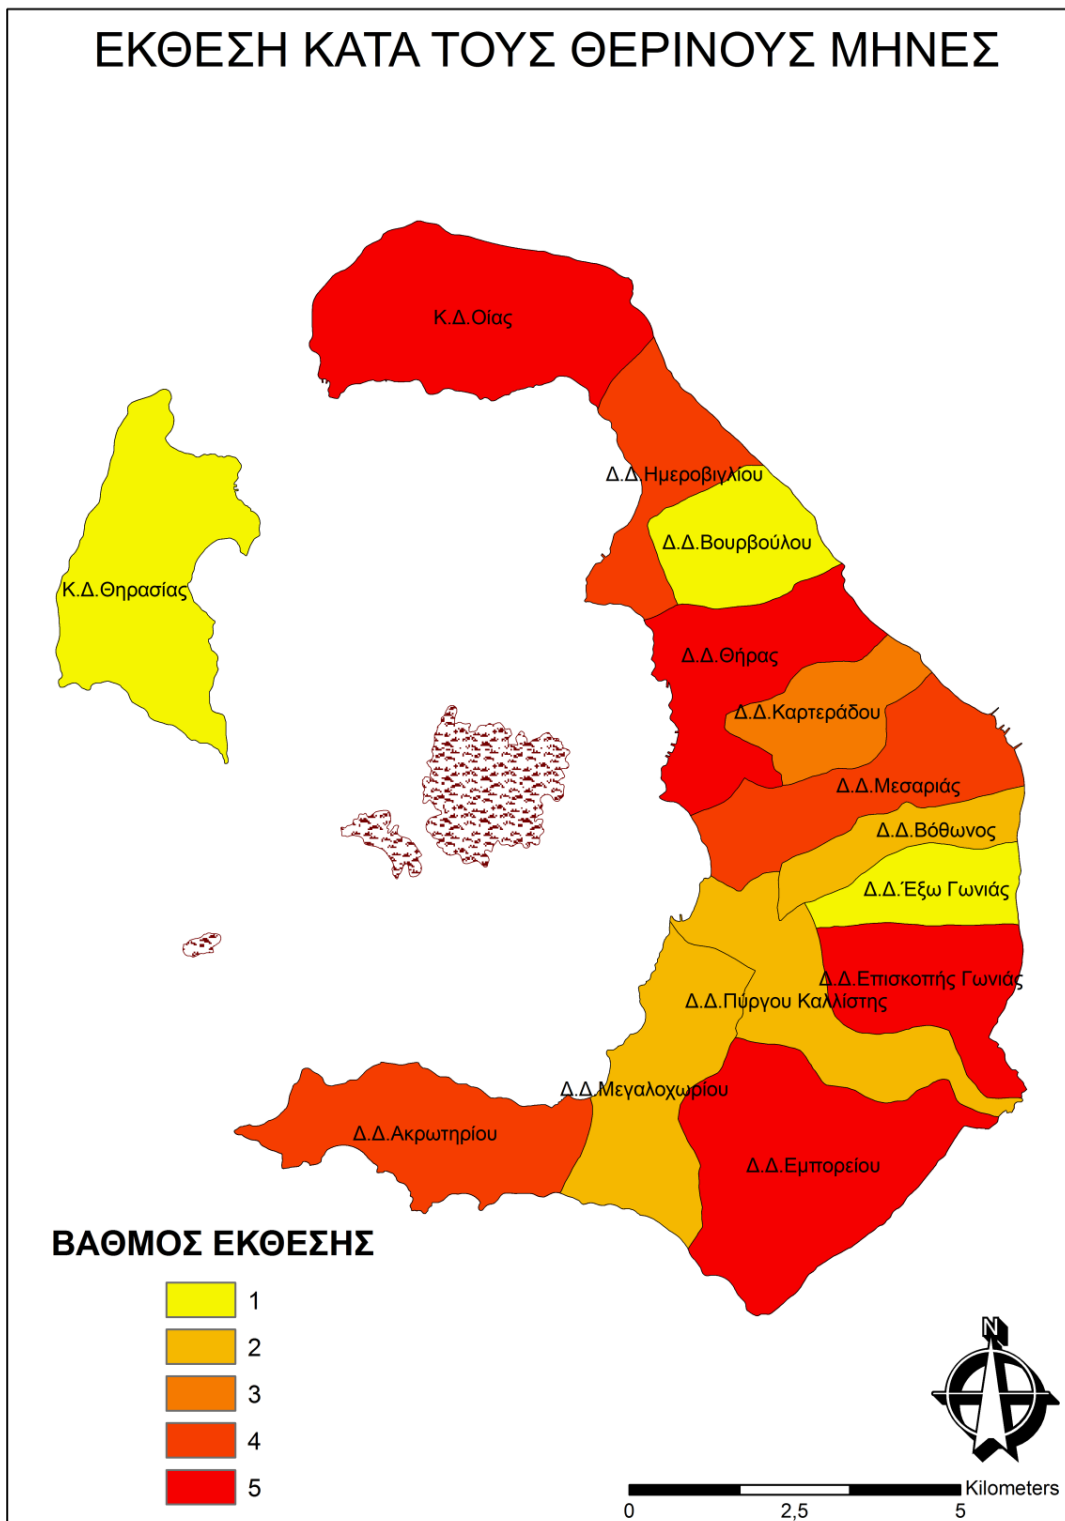 ΕΚΘΕΣΗ ΚΑΤΑ ΤΟΥΣ ΘΕΡΙΝΟΥΣ ΜΗΝΕΣ
Κ.Δ.Οίας
Δ.Δ.Ημεροβιγλίου
Δ.Δ.Βουρβούλου
Κ.Δ.Θηρασίας
Δ.Δ.Θήρας
Δ.Δ.Καρτεράδου
Δ.Δ.Μεσαριάς
Δ.Δ.Βόθωνος
Δ.Δ.Έξω Γωνιάς
Δ.Δ.Επισκοπής Γωνιάς
Δ.Δ.Πύργου Καλλίστης
Δ.Δ.Μεγαλοχωρίου
Δ.Δ.Ακρωτηρίου
Δ.Δ.Εμπορείου
ΒΑΘΜΟΣ ΕΚΘΕΣΗΣ
1
2
3
4
5
N
Kilometers
0 2,5 5